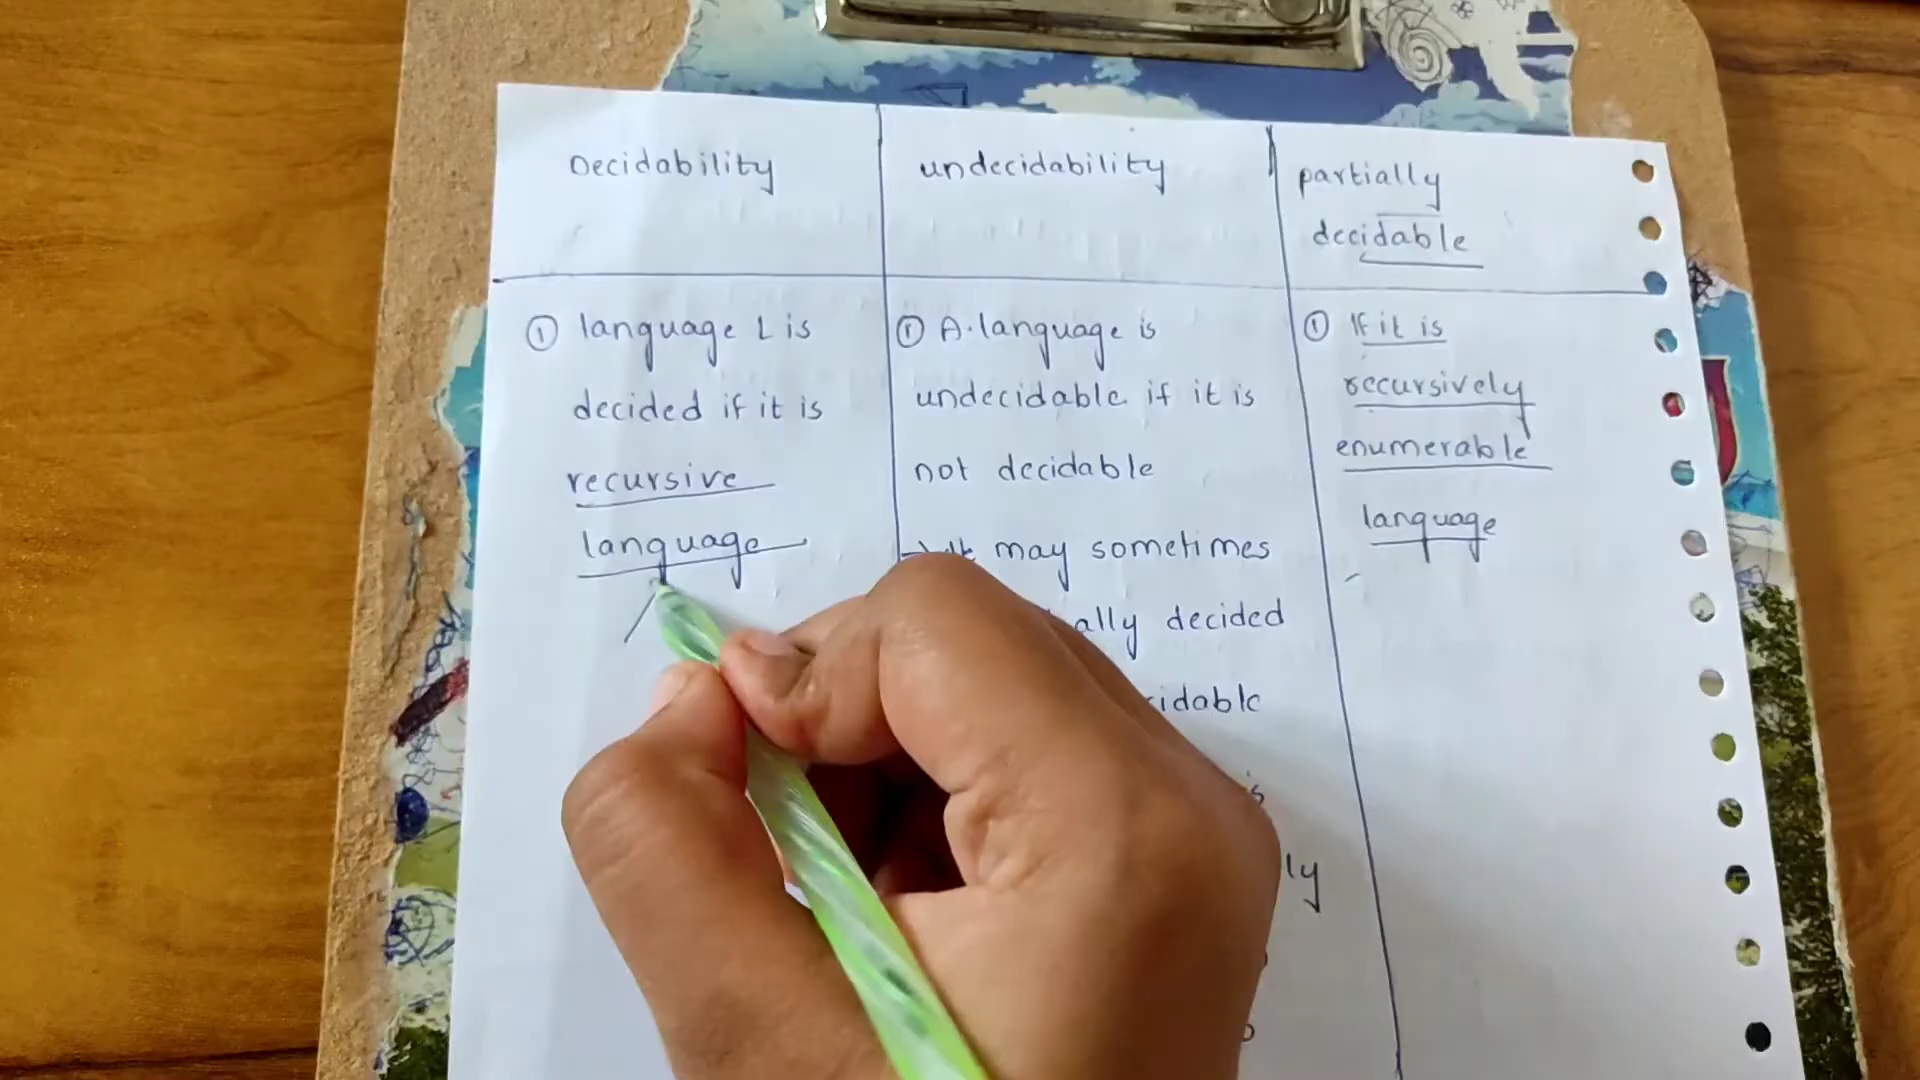 Decidability
undecidability
partially
decidable
① language L is
decided if it is
recursive
language
① A.language is
undecidable if it is
not decidable
may sometimes
ally decided
idable
ly
① If it is
recursively
enumerable
language